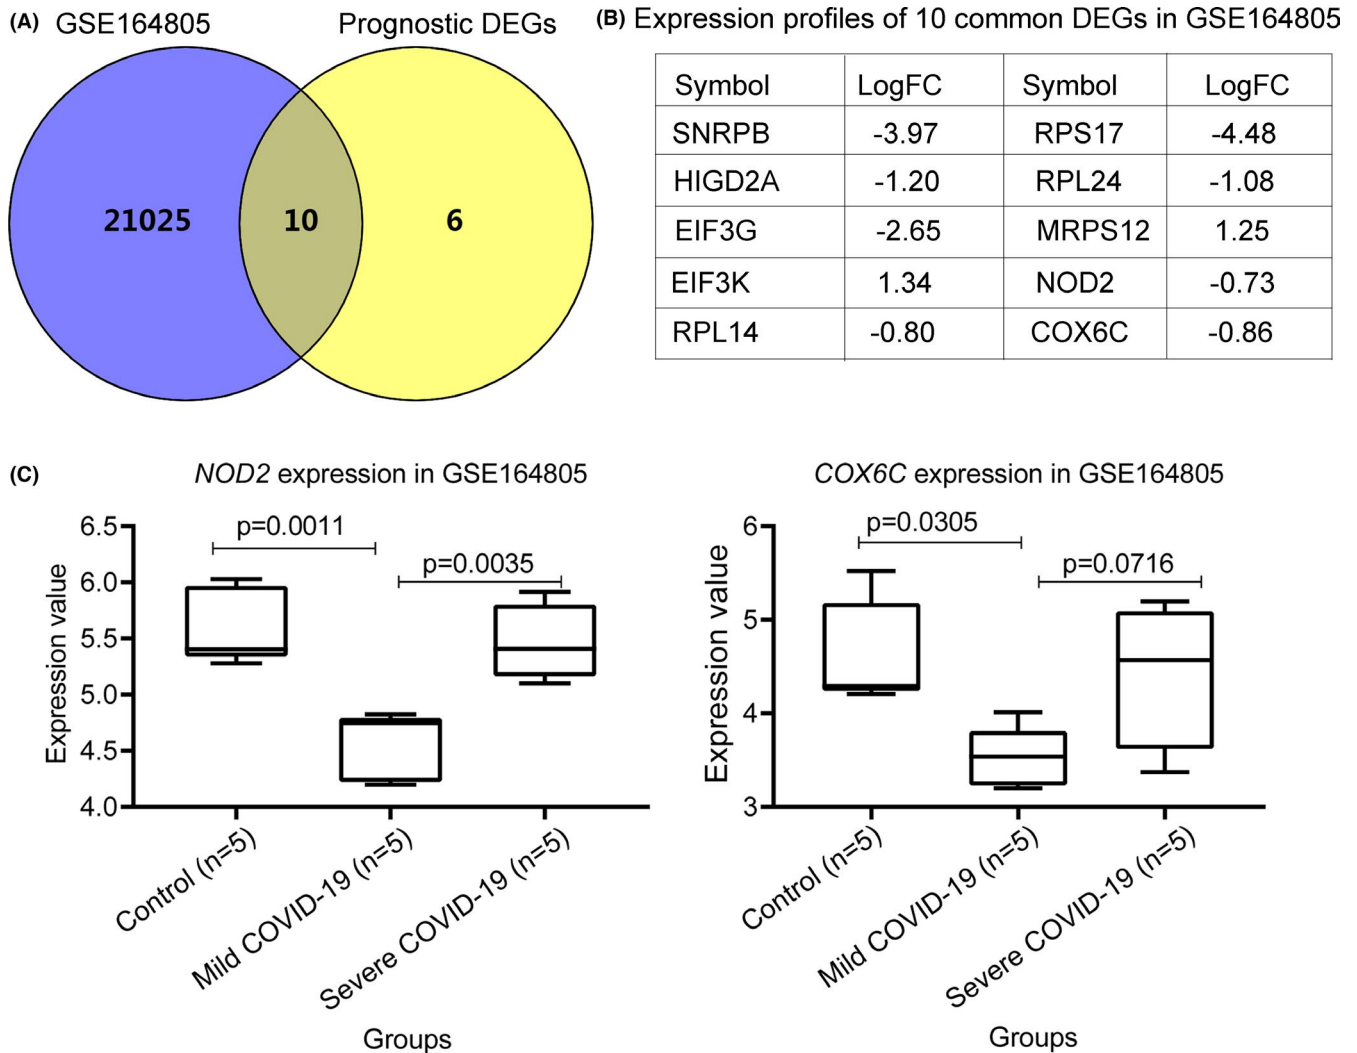 (A) GSE164805 Prognostic DEGs
21025 10 6
(B) Expression profiles of 10 common DEGs in GSE164805
Symbol LogFC Symbol LogFC
SNRPB -3.97 RPS17 -4.48
HIGD2A -1.20 RPL24 -1.08
EIF3G -2.65 MRPS12 1.25
EIF3K 1.34 NOD2 -0.73
RPL14 -0.80 COX6C -0.86
(C) NOD2 expression in GSE164805
p=0.0011
p=0.0035
Expression value
6.5
6.0
5.5
5.0
4.5
4.0
Control (n=5)
Mild COVID-19 (n=5)
Severe COVID-19 (n=5)
Groups
COX6C expression in GSE164805
p=0.0305
p=0.0716
Expression value
6
5
4
3
Control (n=5)
Mild COVID-19 (n=5)
Severe COVID-19 (n=5)
Groups